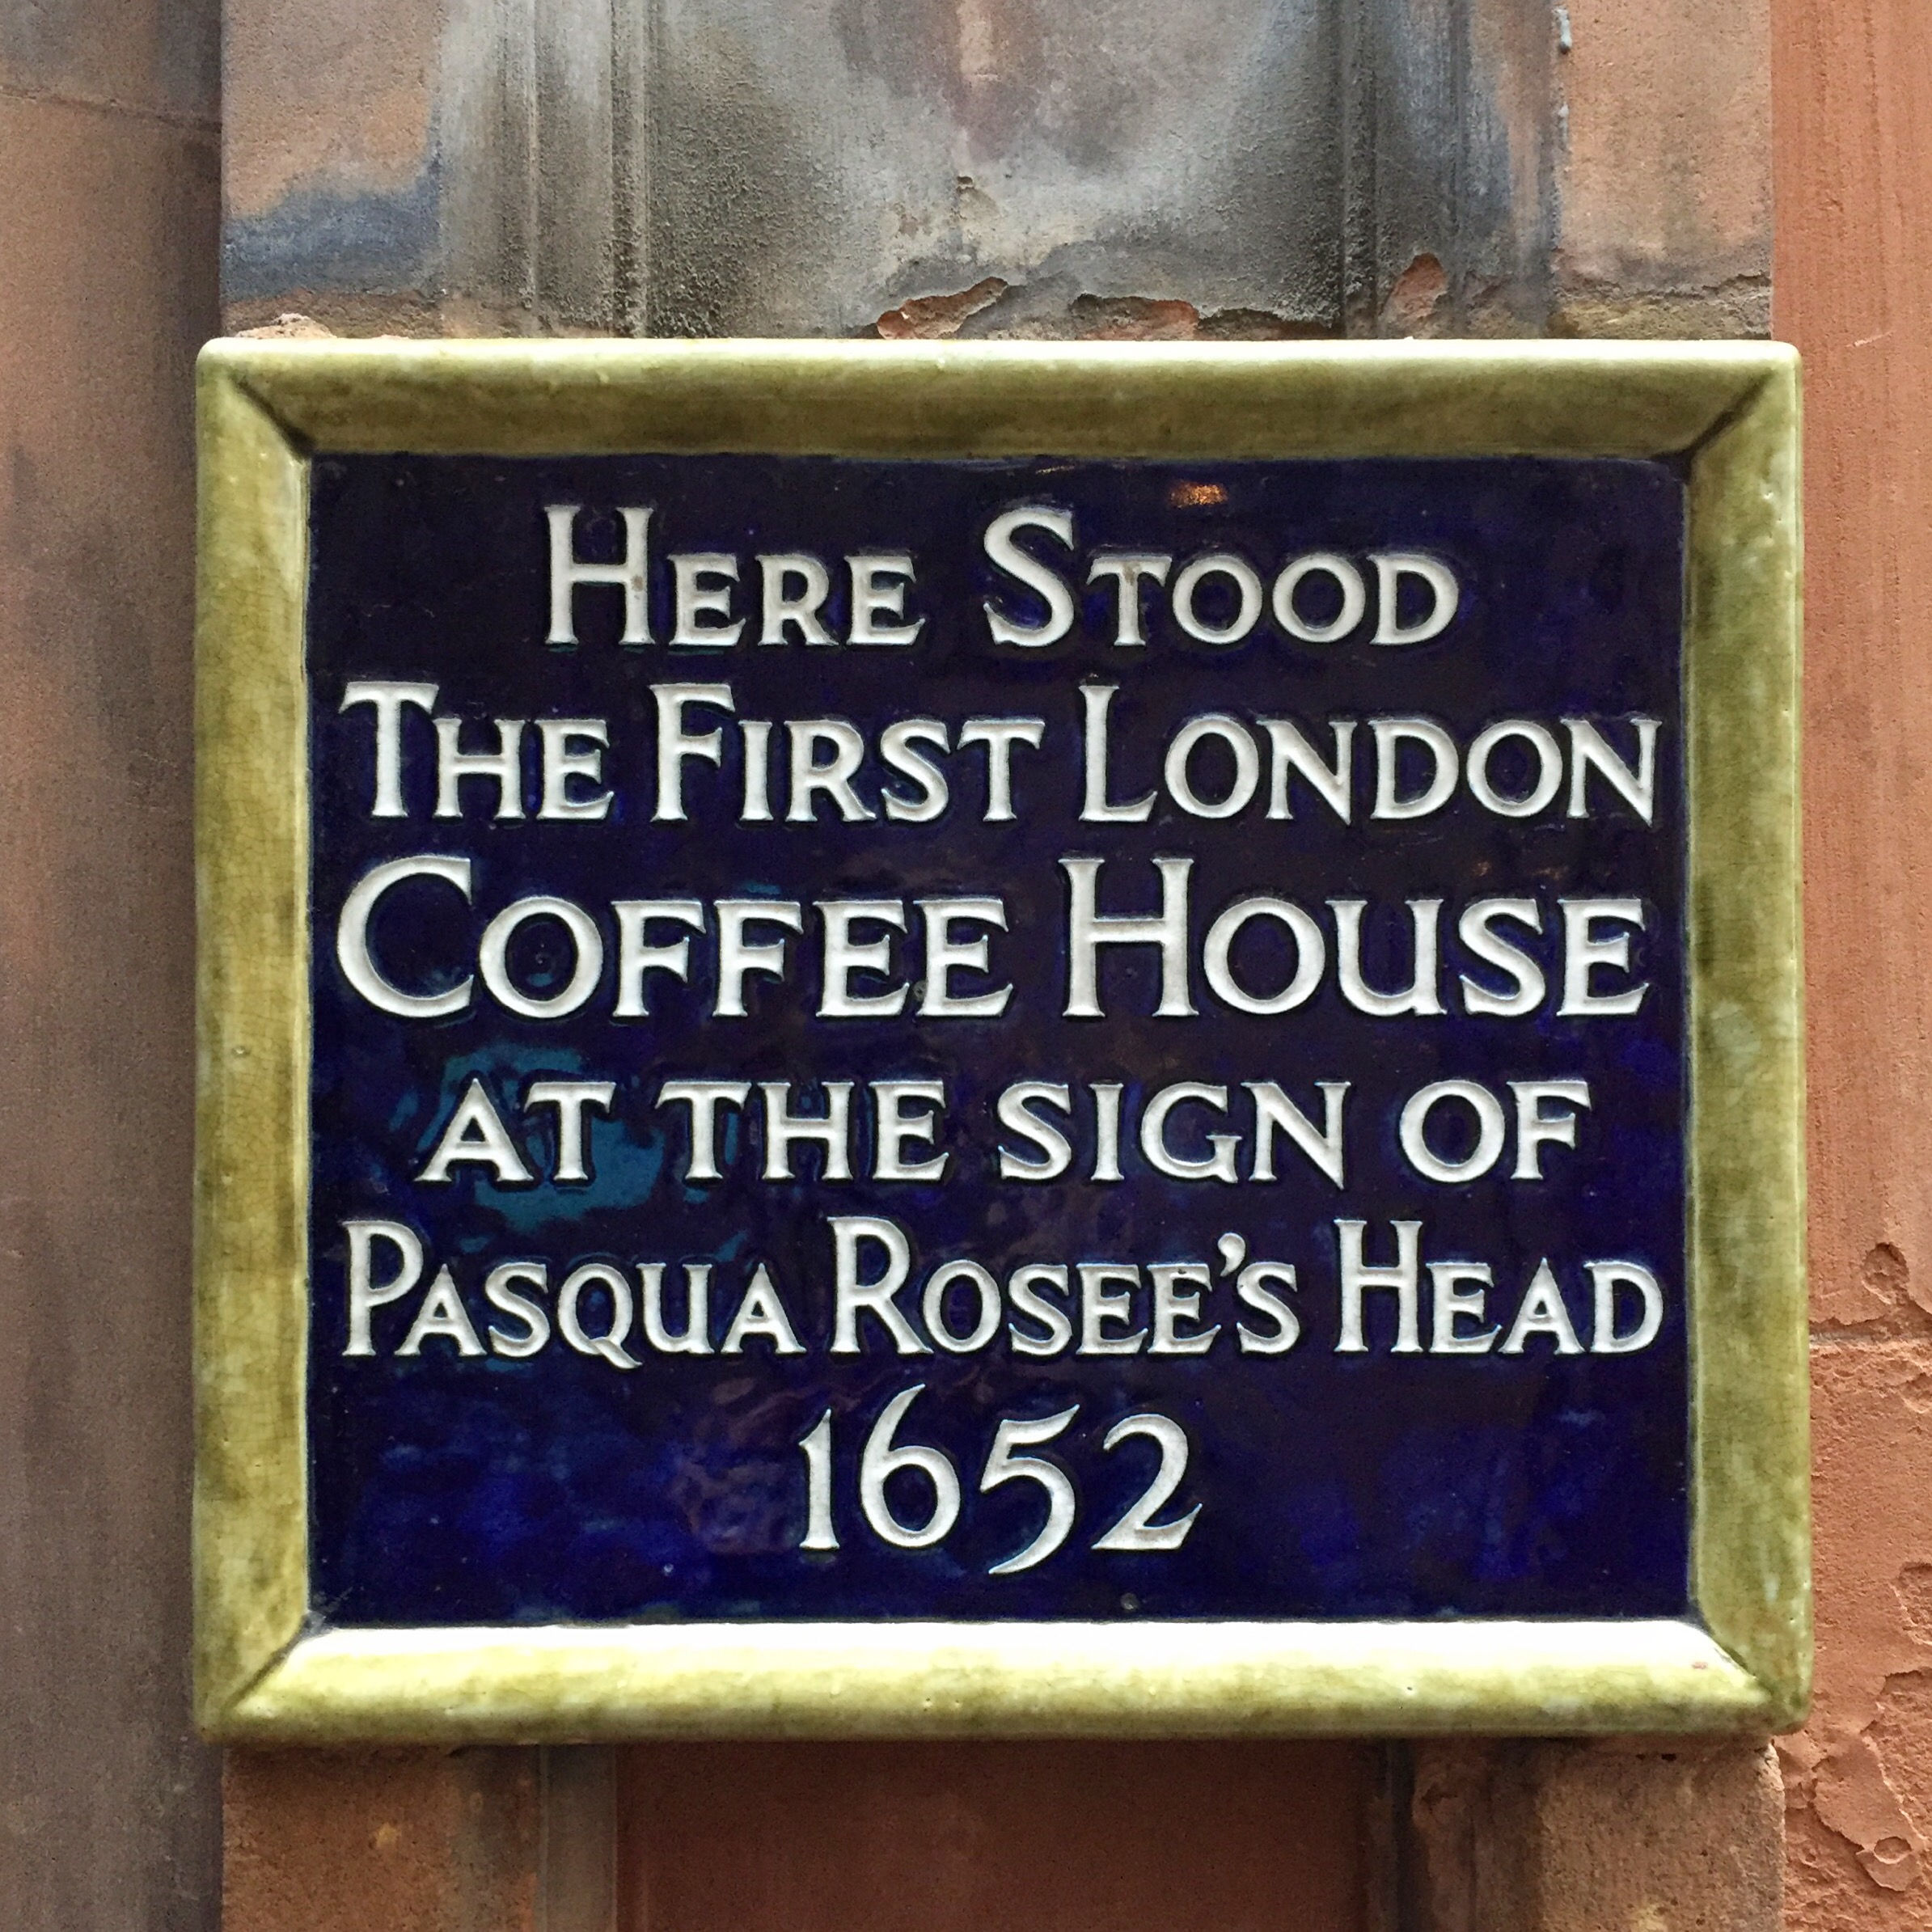 Here Stood
The First London
Coffee House
at the sign of
Pasqua Rosee's Head
1652